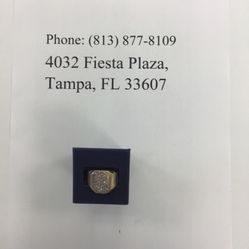 Phone: (813) 877-8109
4032 Fiesta Plaza,
Tampa, FL 33607